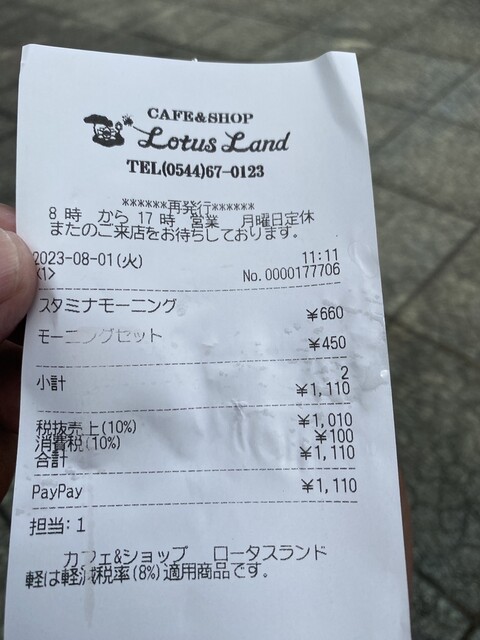 CAFE&SHOP
Lotus Land
TEL(0544)67-0123
******再発行******
8時 から 17時 営業 月曜日定休
またのご来店をお待ちしております。
2023-08-01(火) 11:11
<1> No.0000177706
スタミナモーニング ¥660
モーニングセット ¥450
2
小計 ¥1,110
税抜売上(10%) ¥1,010
消費税(10%) ¥100
合計 ¥1,110
PayPay ¥1,110
担当:1
カフェ&ショップ ロータスランド
軽は軽減税率(8%)適用商品です。